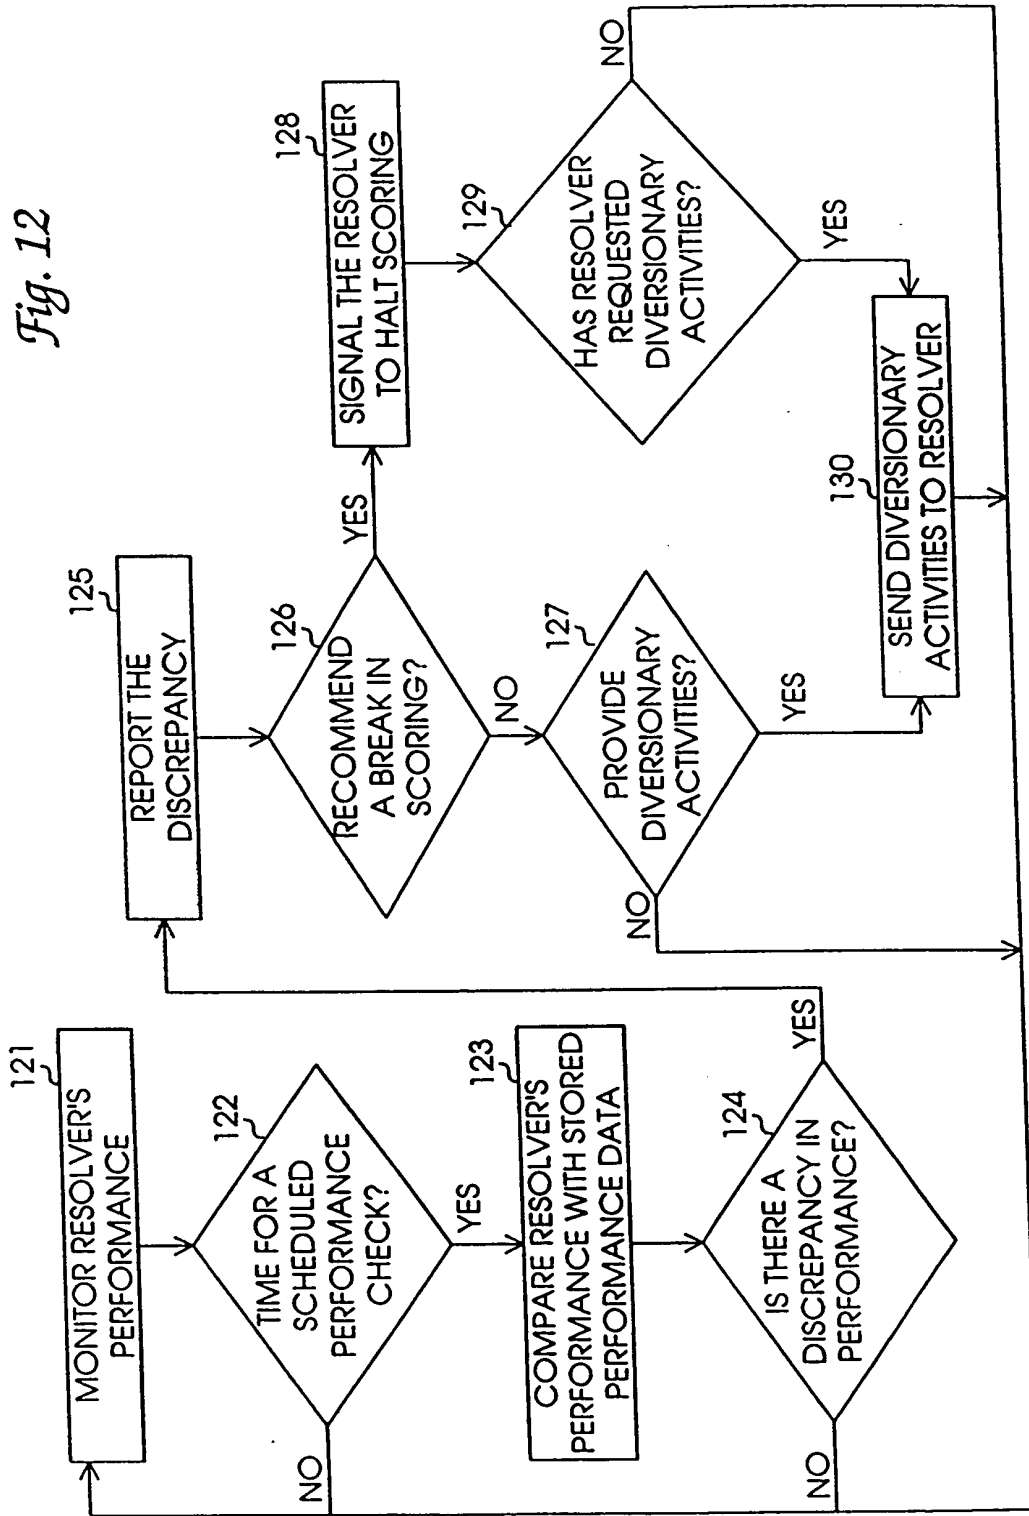 Fig. 12
121
MONITOR RESOLVER'S
PERFORMANCE
122
TIME FOR A
SCHEDULED
PERFORMANCE
CHECK?
NO
YES
123
COMPARE RESOLVER'S
PERFORMANCE WITH STORED
PERFORMANCE DATA
124
IS THERE A
DISCREPANCY IN
PERFORMANCE?
NO
YES
125
REPORT THE
DISCREPANCY
126
RECOMMEND
A BREAK IN
SCORING?
YES
NO
127
PROVIDE
DIVERSIONARY
ACTIVITIES?
NO
YES
128
SIGNAL THE RESOLVER
TO HALT SCORING
129
HAS RESOLVER
REQUESTED
DIVERSIONARY
ACTIVITIES?
NO
YES
130
SEND DIVERSIONARY
ACTIVITIES TO RESOLVER